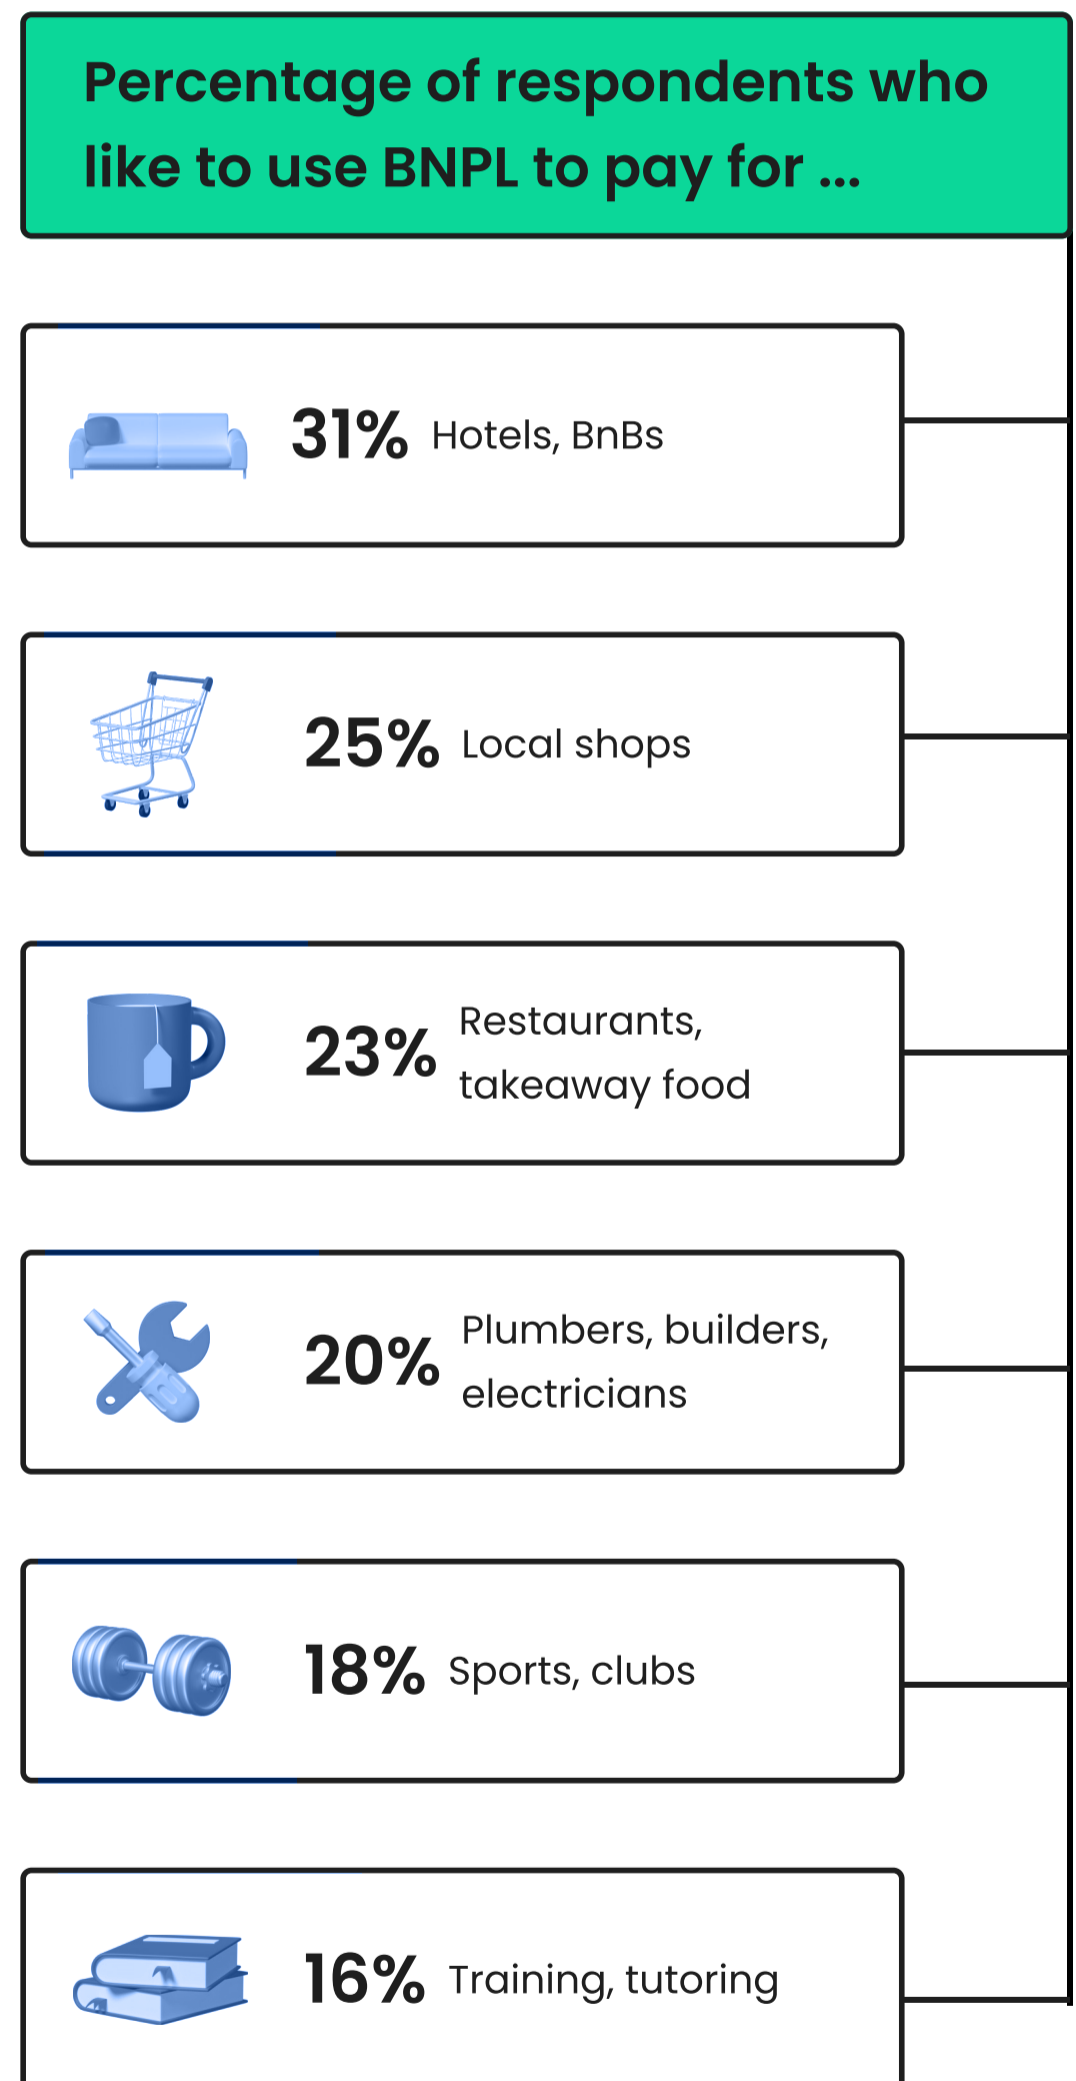 Percentage of respondents who
like to use BNPL to pay for ...
31% Hotels, BnBs
25% Local shops
23% Restaurants,
takeaway food
20% Plumbers, builders,
electricians
18% Sports, clubs
16% Training, tutoring